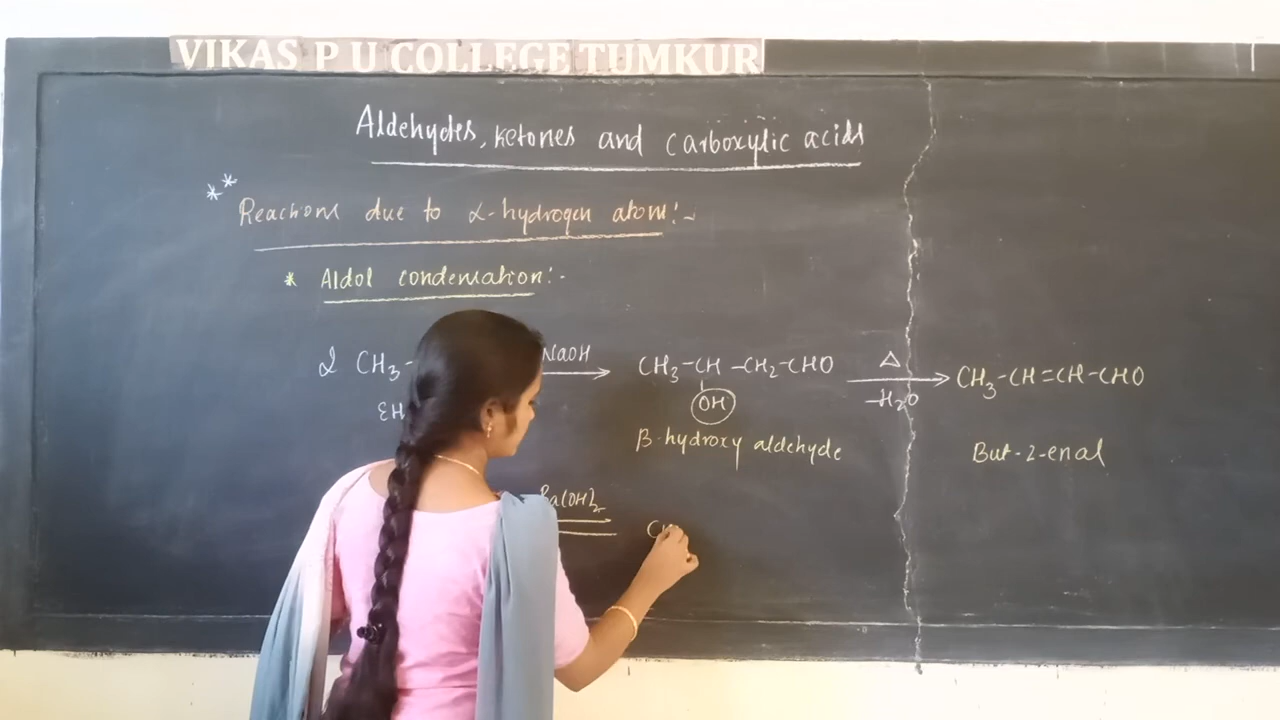 VIKAS P U COLLEGE TUMKUR
Aldehydes, ketones and carboxylic acids
** Reactions due to α-hydrogen atom:-
* Aldol condensation:-
2 CH₃- NaOH CH₃-CH-CH₂-CHO Δ CH₃-CH=CH-CHO
-H₂O
OH
β-hydroxy aldehyde But-2-enal
Ba(OH)₂